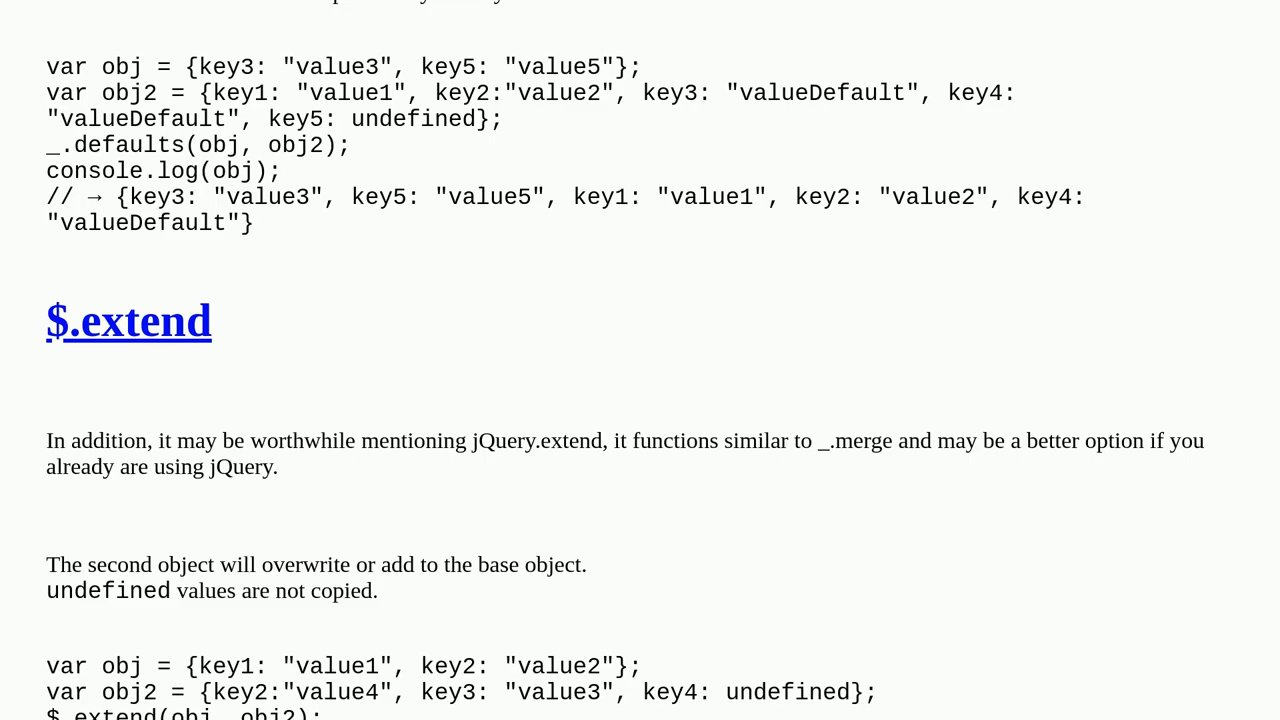 var obj = {key3: "value3", key5: "value5"};
var obj2 = {key1: "value1", key2:"value2", key3: "valueDefault", key4:
"valueDefault", key5: undefined};
_.defaults(obj, obj2);
console.log(obj);
// → {key3: "value3", key5: "value5", key1: "value1", key2: "value2", key4:
"valueDefault"}
$.extend
In addition, it may be worthwhile mentioning jQuery.extend, it functions similar to _.merge and may be a better option if you
already are using jQuery.
The second object will overwrite or add to the base object.
undefined values are not copied.
var obj = {key1: "value1", key2: "value2"};
var obj2 = {key2:"value4", key3: "value3", key4: undefined};
$.extend(obj, obj2);